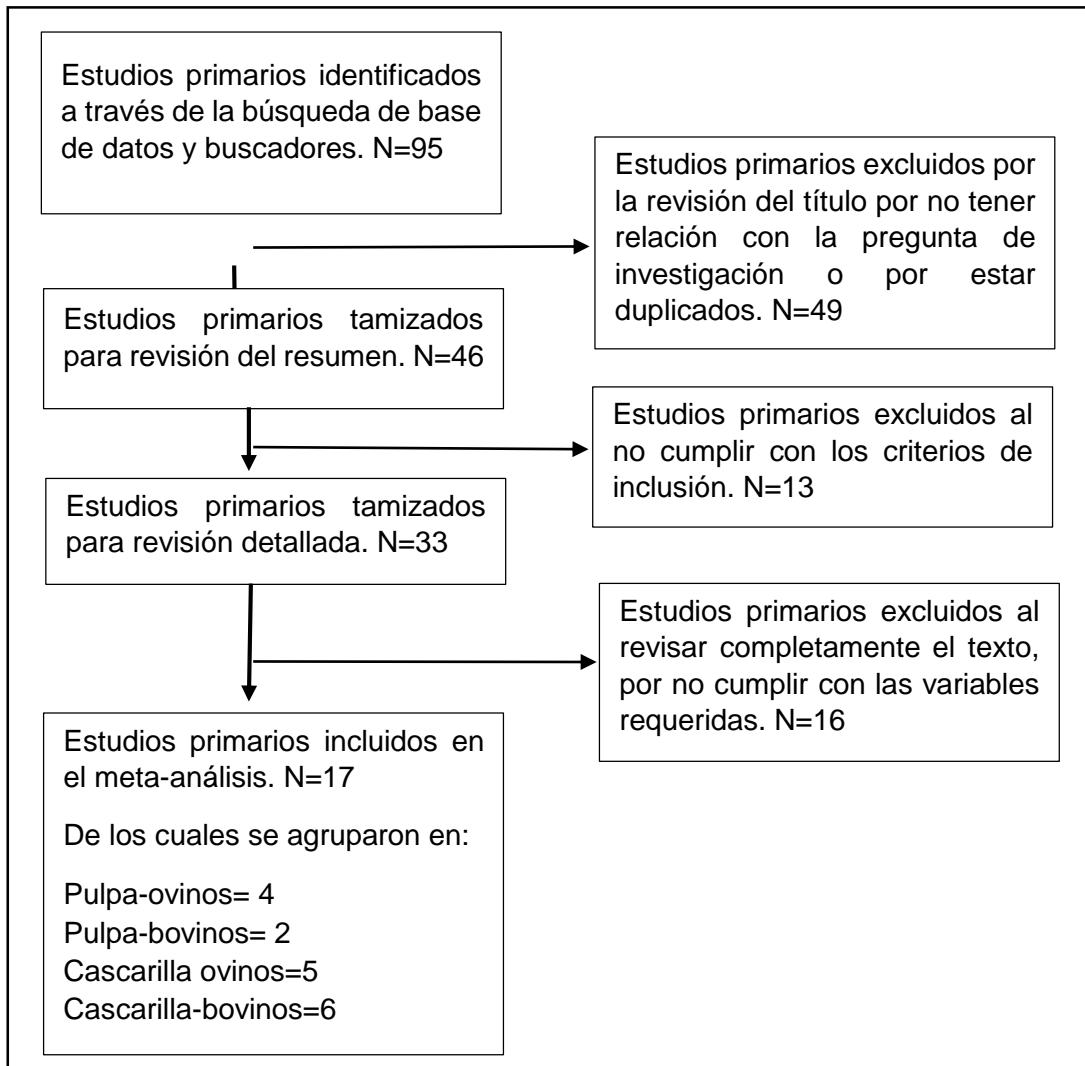 Estudios primarios identificados
a través de la búsqueda de base
de datos y buscadores. N=95
Estudios primarios excluidos por
la revisión del título por no tener
relación con la pregunta de
investigación o por estar
duplicados. N=49
Estudios primarios tamizados
para revisión del resumen. N=46
Estudios primarios excluidos al
no cumplir con los criterios de
inclusión. N=13
Estudios primarios tamizados
para revisión detallada. N=33
Estudios primarios excluidos al
revisar completamente el texto,
por no cumplir con las variables
requeridas. N=16
Estudios primarios incluidos en
el meta-análisis. N=17
De los cuales se agruparon en:
Pulpa-ovinos= 4
Pulpa-bovinos= 2
Cascarilla ovinos=5
Cascarilla-bovinos=6